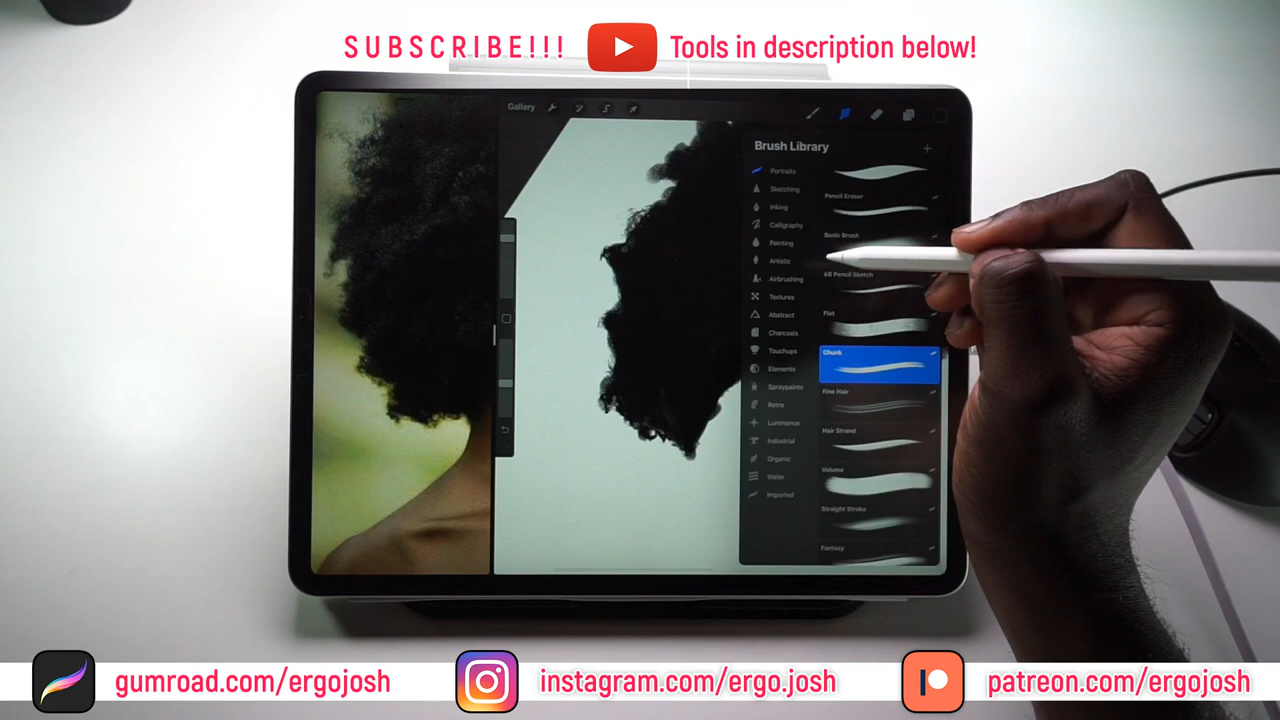 SUBSCRIBE!!! Tools in description below!
Gallery
Brush Library
Portraits
Sketching
Inking
Calligraphy
Painting
Artistic
Airbrushing
Textures
Abstract
Charcoals
Touchups
Elements
Spraypaints
Retro
Luminance
Industrial
Organic
Water
Imported
Pencil Eraser
Basic Brush
6B Pencil Sketch
Flat
Chunk
Fine Hair
Hair Strand
Volume
Straight Stroke
Fantasy
gumroad.com/ergojosh
instagram.com/ergo.josh
patreon.com/ergojosh